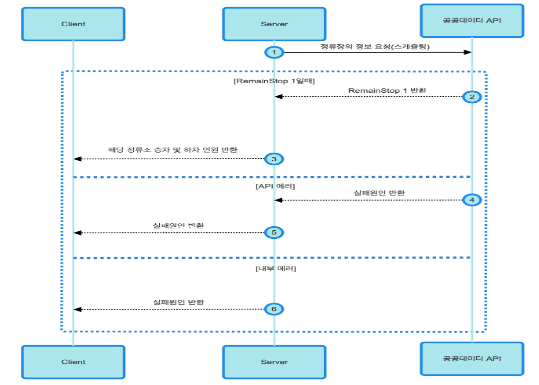 Client
Server
공공데이터 API
1
정류장의 정보 요청(스케줄링)
[RemainStop 1일때]
RemainStop 1 반환
2
해당 정류소 승차 및 하차 인원 반환
3
[API 에러]
실패원인 반환
4
실패원인 반환
5
[내부 에러]
실패원인 반환
6
Client
Server
공공데이터 API